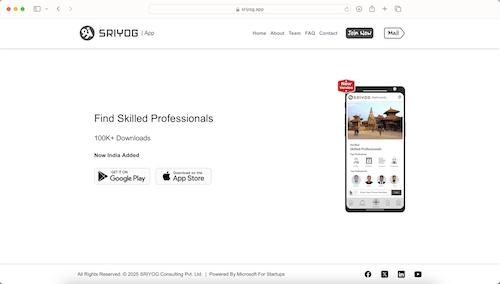 sriyog.app
SRIYOG | App
Home About Team FAQ Contact Join Now Mail
New Version
SRIYOG
Find Skilled Professionals
100K+ Downloads
Skilled Professionals
Now India Added
GET IT ON
Google Play
Download on the
App Store
All Rights Reserved. © 2025 SRIYOG Consulting Pvt. Ltd. | Powered By Microsoft For Startups